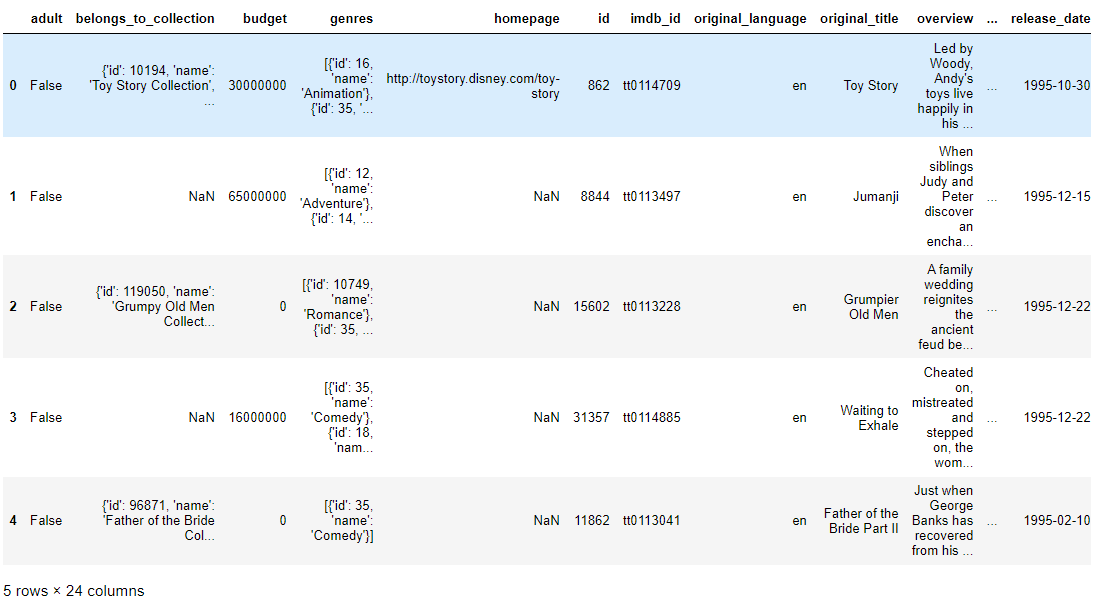 adult belongs_to_collection budget genres homepage id imdb_id original_language original_title overview ... release_date
0 False {'id': 10194, 'name': 'Toy Story Collection', ... 30000000 [{'id': 16, 'name': 'Animation'}, {'id': 35, '... http://toystory.disney.com/toy-story 862 tt0114709 en Toy Story Led by Woody, Andy's toys live happily in his ... ... 1995-10-30
1 False NaN 65000000 [{'id': 12, 'name': 'Adventure'}, {'id': 14, '... NaN 8844 tt0113497 en Jumanji When siblings Judy and Peter discover an encha... ... 1995-12-15
2 False {'id': 119050, 'name': 'Grumpy Old Men Collect... 0 [{'id': 10749, 'name': 'Romance'}, {'id': 35, ... NaN 15602 tt0113228 en Grumpier Old Men A family wedding reignites the ancient feud be... ... 1995-12-22
3 False NaN 16000000 [{'id': 35, 'name': 'Comedy'}, {'id': 18, 'nam... NaN 31357 tt0114885 en Waiting to Exhale Cheated on, mistreated and stepped on, the wom... ... 1995-12-22
4 False {'id': 96871, 'name': 'Father of the Bride Col... 0 [{'id': 35, 'name': 'Comedy'}] NaN 11862 tt0113041 en Father of the Bride Part II Just when George Banks has recovered from his ... ... 1995-02-10
5 rows × 24 columns